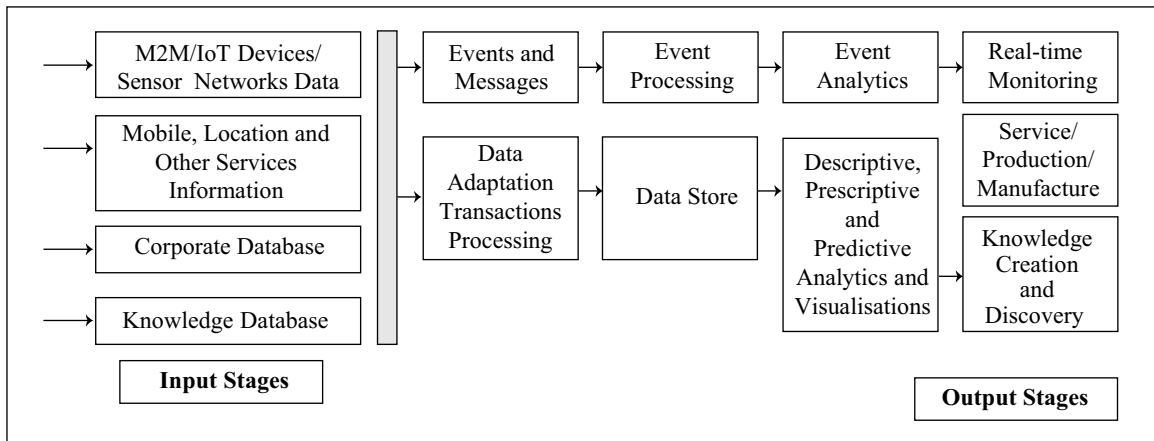 M2M/IoT Devices/
Sensor Networks Data
Mobile, Location and
Other Services
Information
Corporate Database
Knowledge Database
Input Stages
Events and
Messages
Event
Processing
Event
Analytics
Real-time
Monitoring
Data
Adaptation
Transactions
Processing
Data Store
Descriptive,
Prescriptive
and
Predictive
Analytics and
Visualisations
Service/
Production/
Manufacture
Knowledge
Creation
and
Discovery
Output Stages